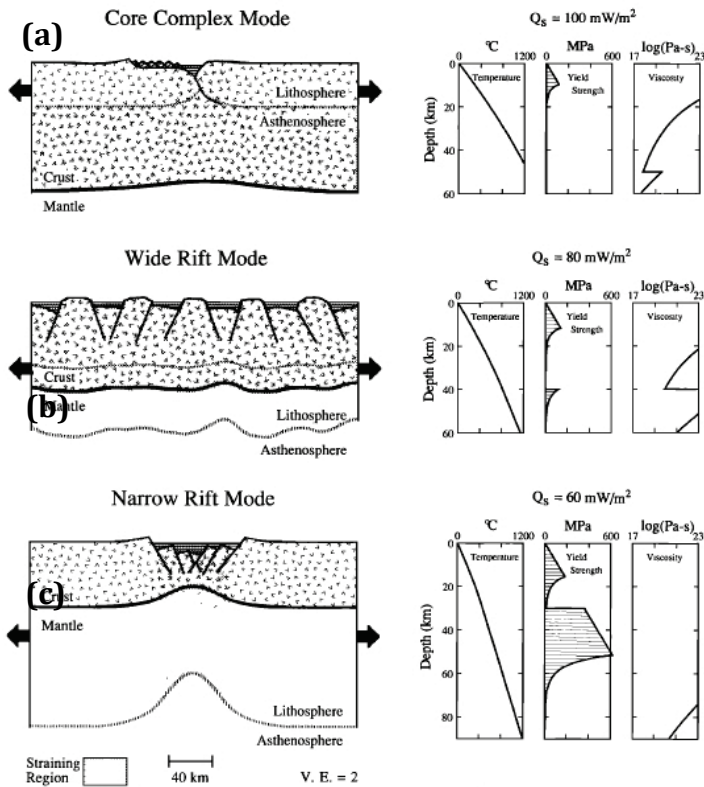 Core Complex Mode
(a)
Lithosphere
Asthenosphere
Crust
Mantle
Qs = 100 mW/m²
°C
MPa
log(Pa-s)
0 1200 0 600 17 23
Temperature
Yield
Strength
Viscosity
Depth (km)
0
20
40
60
Wide Rift Mode
Crust
Mantle
(b)
Lithosphere
Asthenosphere
Qs = 80 mW/m²
°C
MPa
log(Pa-s)
0 1200 0 600 17 23
Temperature
Yield
Strength
Viscosity
Depth (km)
0
20
40
60
Narrow Rift Mode
(c)
Crust
Mantle
Lithosphere
Asthenosphere
Qs = 60 mW/m²
°C
MPa
log(Pa-s)
0 1200 0 600 17 23
Temperature
Yield
Strength
Viscosity
Depth (km)
0
20
40
60
80
Straining
Region
40 km
V. E. = 2